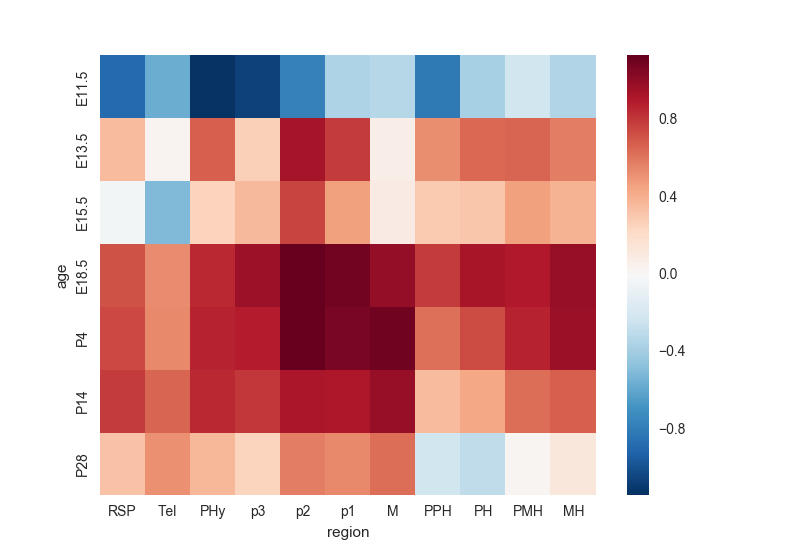 age
E11.5
E13.5
E15.5
E18.5
P4
P14
P28
RSP Tel PHy p3 p2 p1 M PPH PH PMH MH
region
0.8
0.4
0.0
−0.4
−0.8